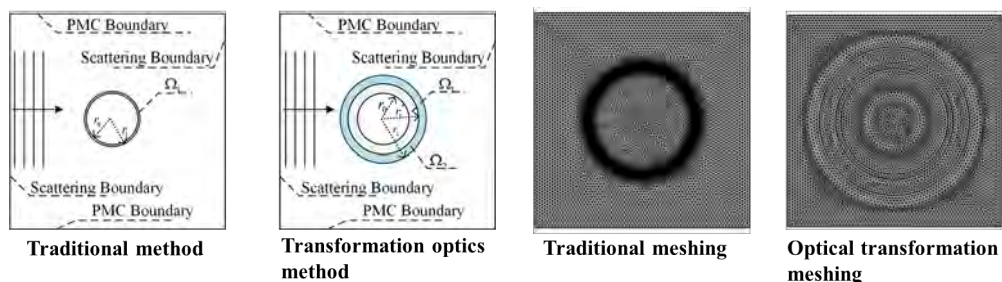 PMC Boundary
Scattering Boundary
Scattering Boundary
PMC Boundary
Traditional method
PMC Boundary
Scattering Boundary
Ω₂
Scattering Boundary
PMC Boundary
Transformation optics
method
Traditional meshing
Optical transformation
meshing